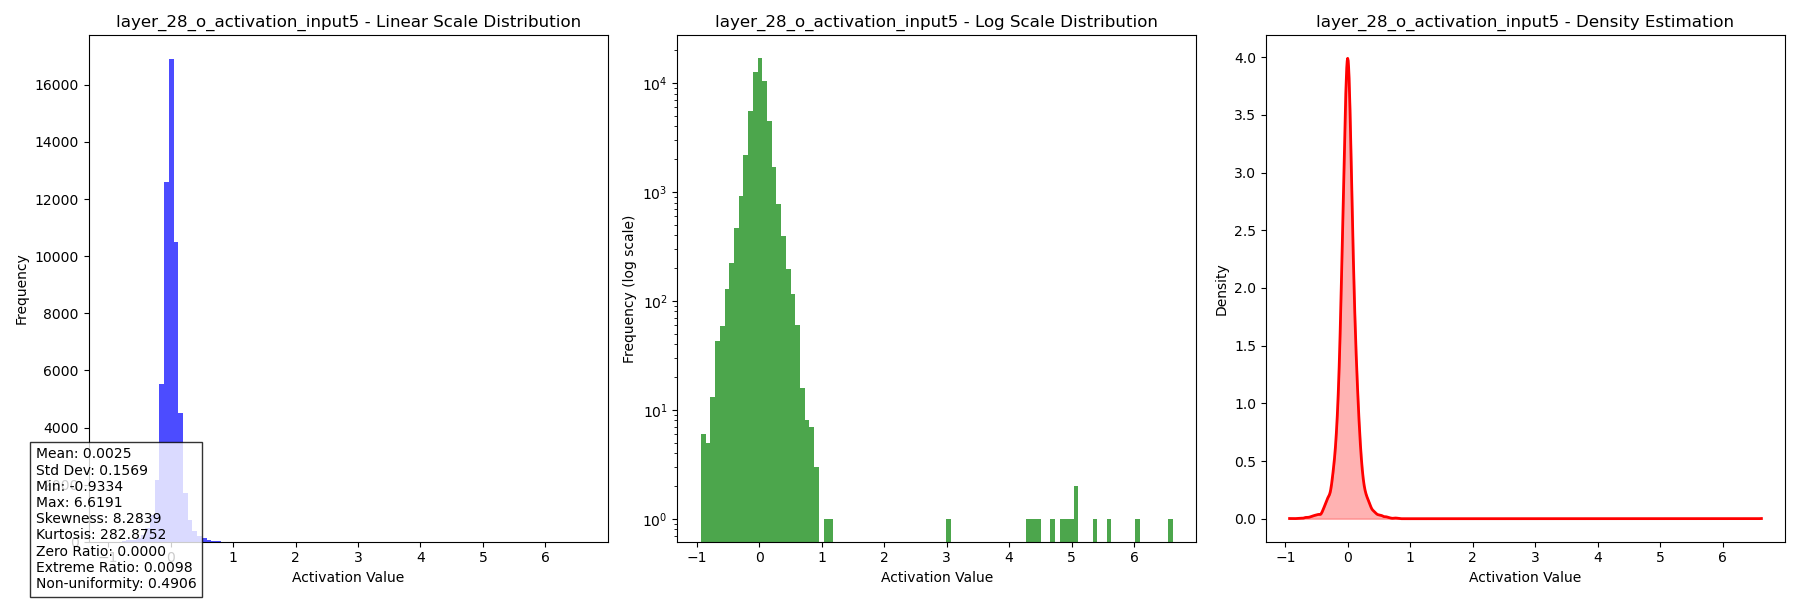 layer_28_o_activation_input5 - Linear Scale Distribution
16000
14000
12000
10000
8000
6000
4000
0
Frequency
0
1
2
3
4
5
6
Activation Value
Mean: 0.0025
Std Dev: 0.1569
Min: -0.9334
Max: 6.6191
Skewness: 8.2839
Kurtosis: 282.8752
Zero Ratio: 0.0000
Extreme Ratio: 0.0098
Non-uniformity: 0.4906
layer_28_o_activation_input5 - Log Scale Distribution
10^4
10^3
10^2
10^1
10^0
Frequency (log scale)
−1
0
1
2
3
4
5
6
Activation Value
layer_28_o_activation_input5 - Density Estimation
4.0
3.5
3.0
2.5
2.0
1.5
1.0
0.5
0.0
Density
−1
0
1
2
3
4
5
6
Activation Value